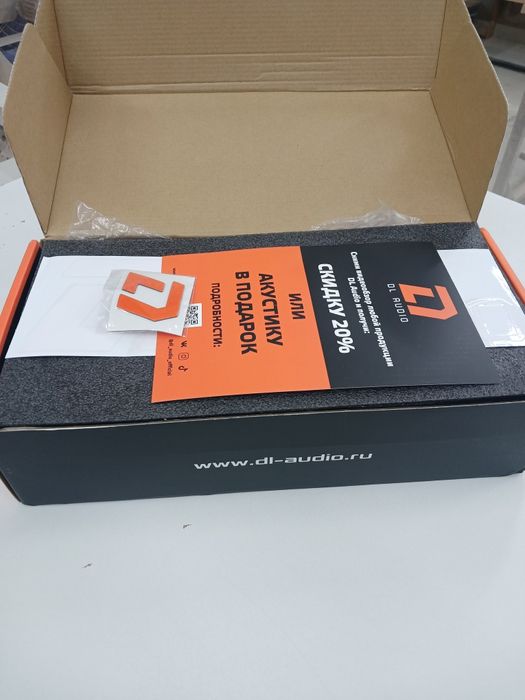 DL AUDIO
Сними видеообзор любой продукции
DL Audio и получи:
СКИДКУ 20%
ИЛИ
АКУСТИКУ
В ПОДАРОК
ПОДРОБНОСТИ:
@dl_audio_official
www.dl-audio.ru